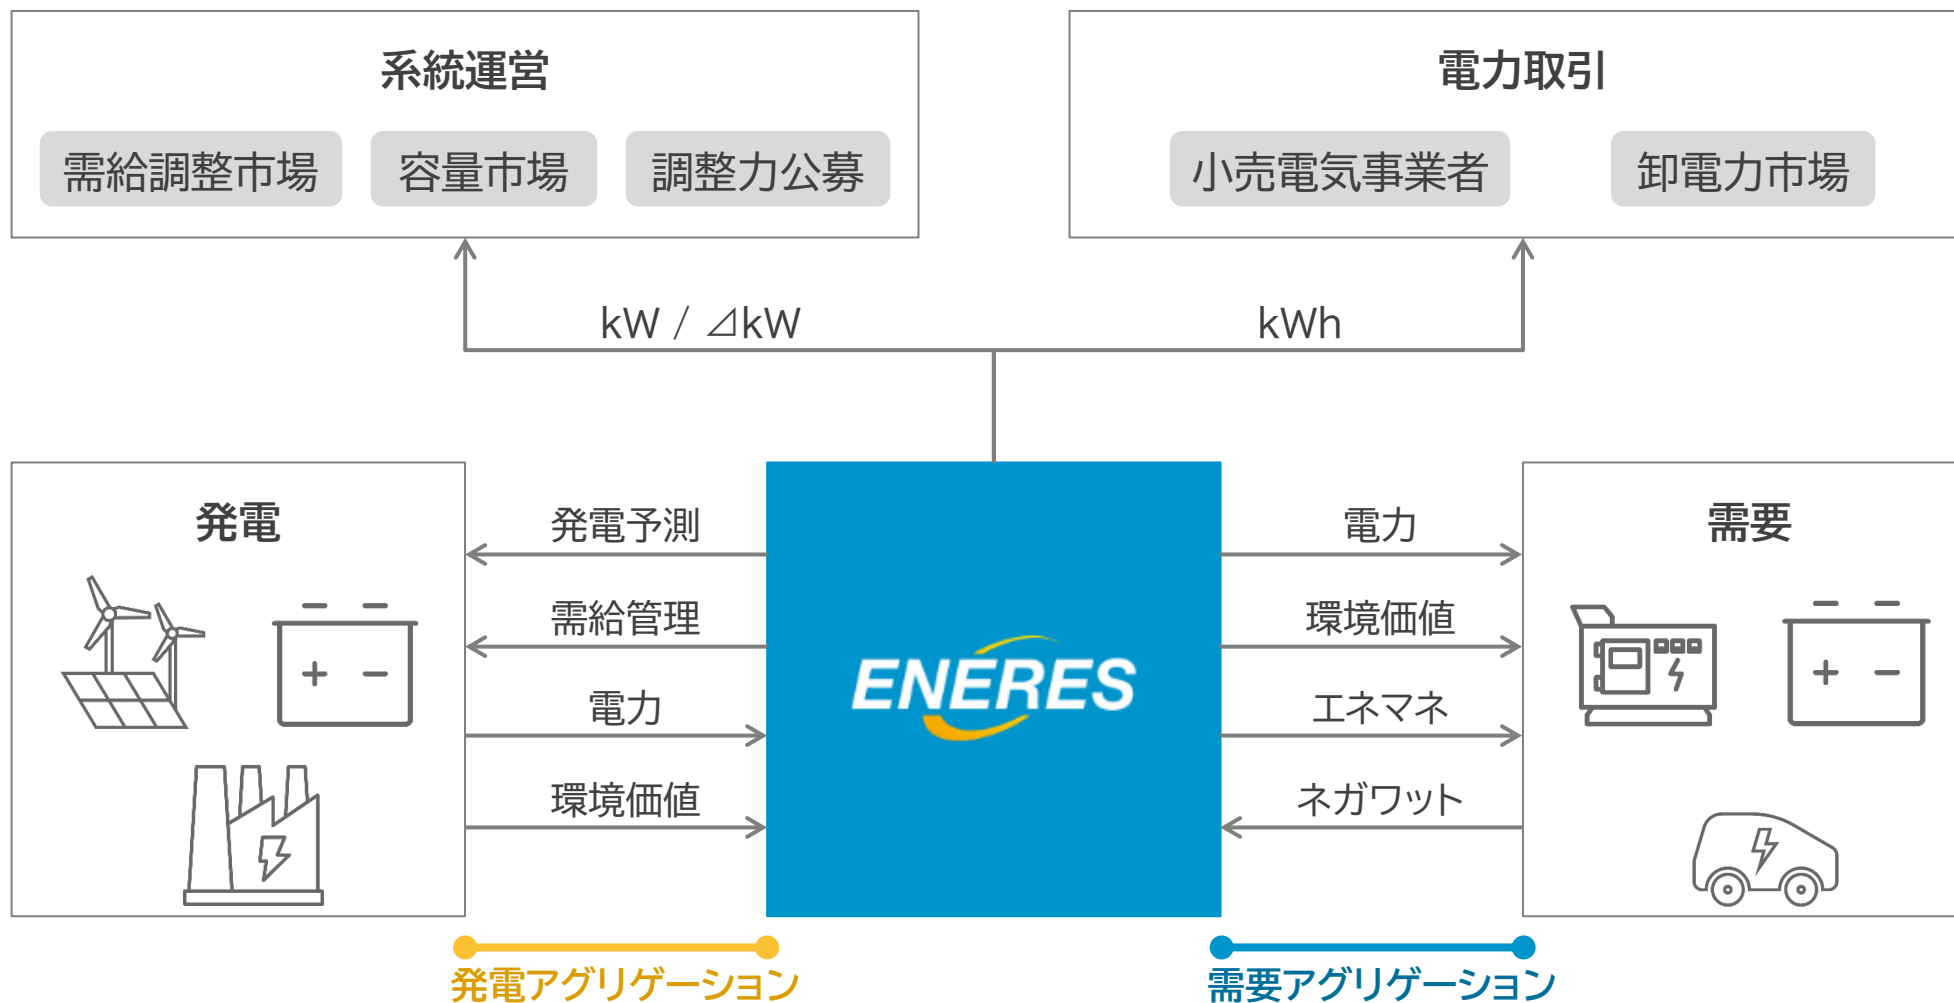 系統運営
需給調整市場 容量市場 調整力公募
電力取引
小売電気事業者 卸電力市場
kW / ⊿kW
kWh
発電
発電予測
需給管理
電力
環境価値
ENERES
電力
環境価値
エネマネ
ネガワット
需要
発電アグリゲーション
需要アグリゲーション